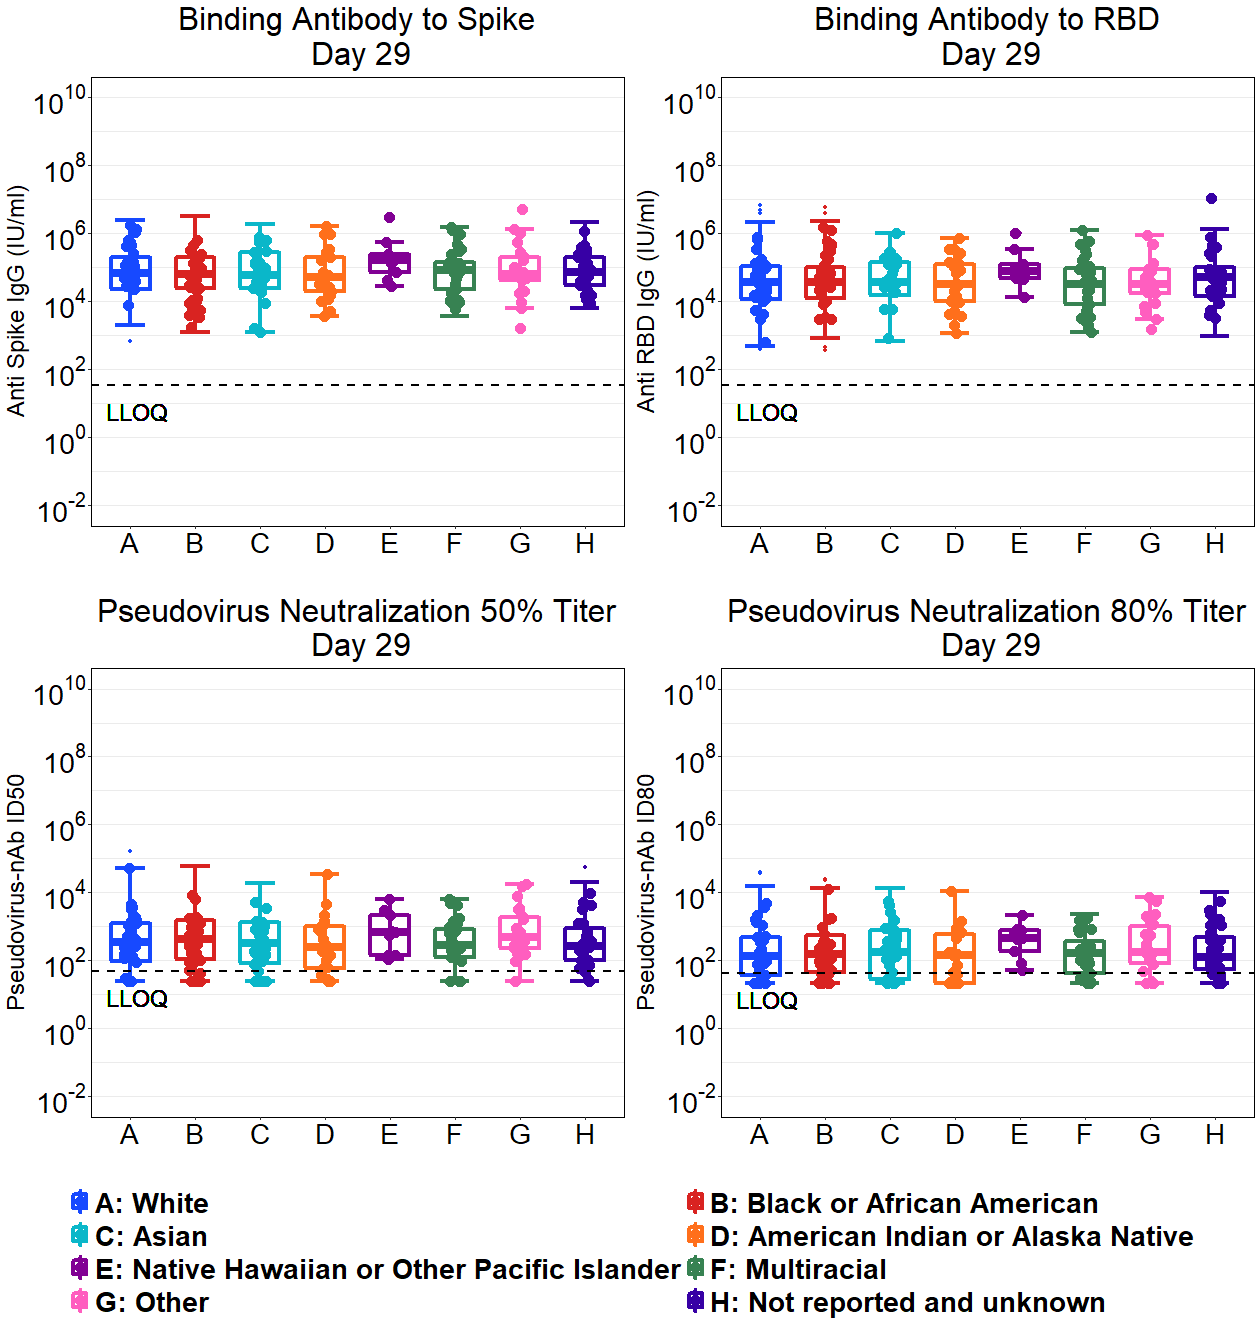 Binding Antibody to Spike
Day 29
Anti Spike IgG (IU/ml)
10^10
10^8
10^6
10^4
10^2
10^0
10^-2
LLOQ
A B C D E F G H
Binding Antibody to RBD
Day 29
Anti RBD IgG (IU/ml)
10^10
10^8
10^6
10^4
10^2
10^0
10^-2
LLOQ
A B C D E F G H
Pseudovirus Neutralization 50% Titer
Day 29
Pseudovirus-nAb ID50
10^10
10^8
10^6
10^4
10^2
10^0
10^-2
LLOQ
A B C D E F G H
Pseudovirus Neutralization 80% Titer
Day 29
Pseudovirus-nAb ID80
10^10
10^8
10^6
10^4
10^2
10^0
10^-2
LLOQ
A B C D E F G H
A: White
B: Black or African American
C: Asian
D: American Indian or Alaska Native
E: Native Hawaiian or Other Pacific Islander
F: Multiracial
G: Other
H: Not reported and unknown